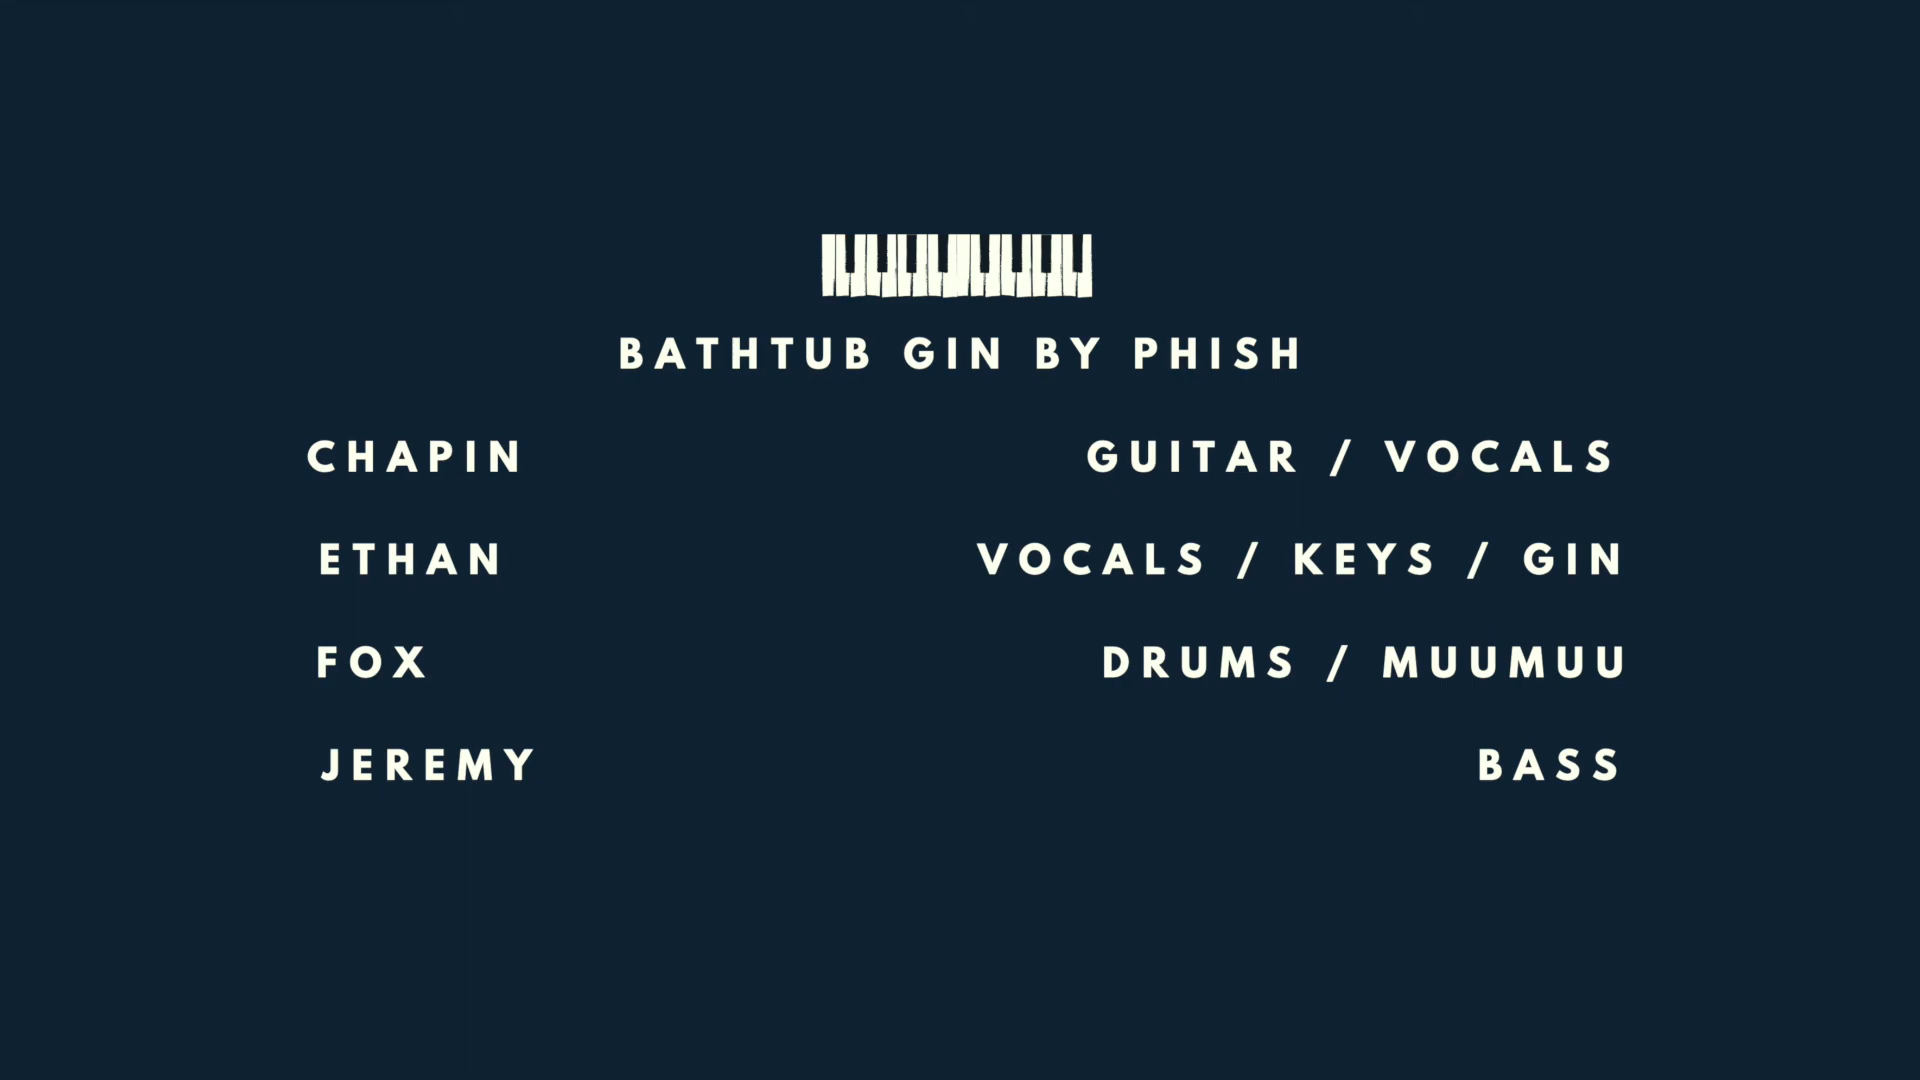 BATHTUB GIN BY PHISH
CHAPIN GUITAR / VOCALS
ETHAN VOCALS / KEYS / GIN
FOX DRUMS / MUUMUU
JEREMY BASS